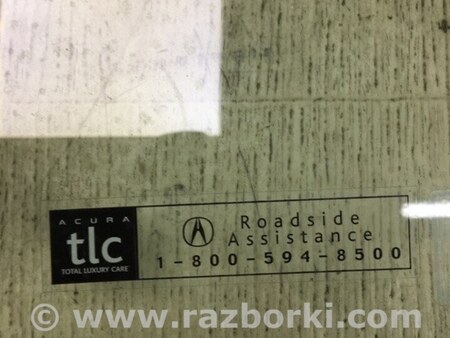 ACURA
tlc
TOTAL LUXURY CARE
Roadside
Assistance
1-800-594-8500
© www.razborki.com